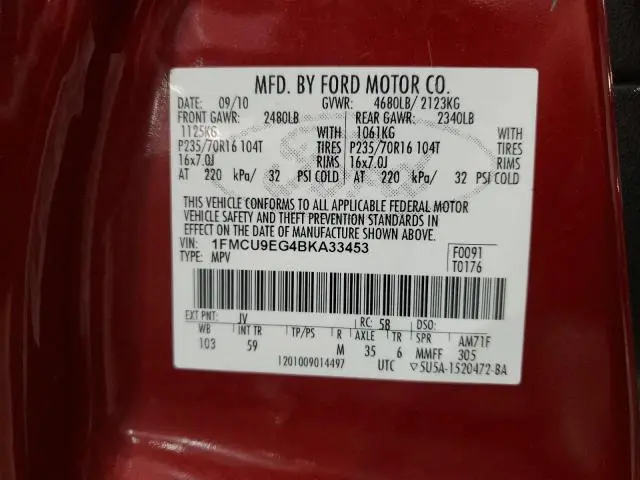 MFD. BY FORD MOTOR CO.
DATE: 09/10 GVWR: 4680LB/ 2123KG
FRONT GAWR: 2480LB REAR GAWR: 2340LB
1125KG WITH 1061KG WITH
P235/70R16 104T TIRES P235/70R16 104T TIRES
16x7.0J RIMS 16x7.0J RIMS
AT 220 kPa/ 32 PSI COLD AT 220 kPa/ 32 PSI COLD
THIS VEHICLE CONFORMS TO ALL APPLICABLE FEDERAL MOTOR
VEHICLE SAFETY AND THEFT PREVENTION STANDARDS IN
EFFECT ON THE DATE OF MANUFACTURE SHOWN ABOVE.
VIN: 1FMCU9EG4BKA33453 F0091
TYPE: MPV T0176
EXT PNT: JV RC: 58 DSO:
WB INT TR TP/PS R AXLE TR SPR AM71F
103 59 M 35 6 MMFF 305
I201009014497 UTC ▽5U5A-1520472-BA